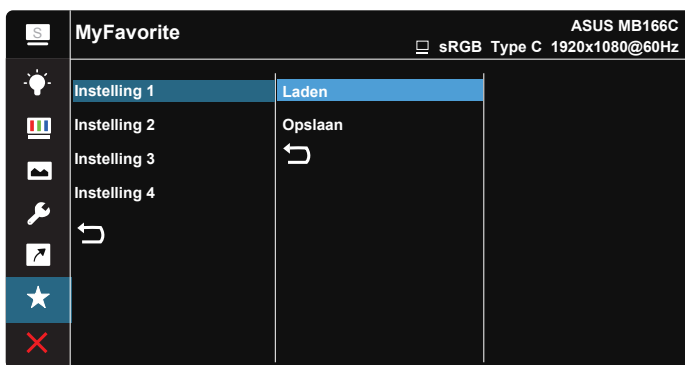 S
MyFavorite
ASUS MB166C
sRGB Type C 1920x1080@60Hz
Instelling 1
Laden
Instelling 2
Opslaan
Instelling 3
Instelling 4